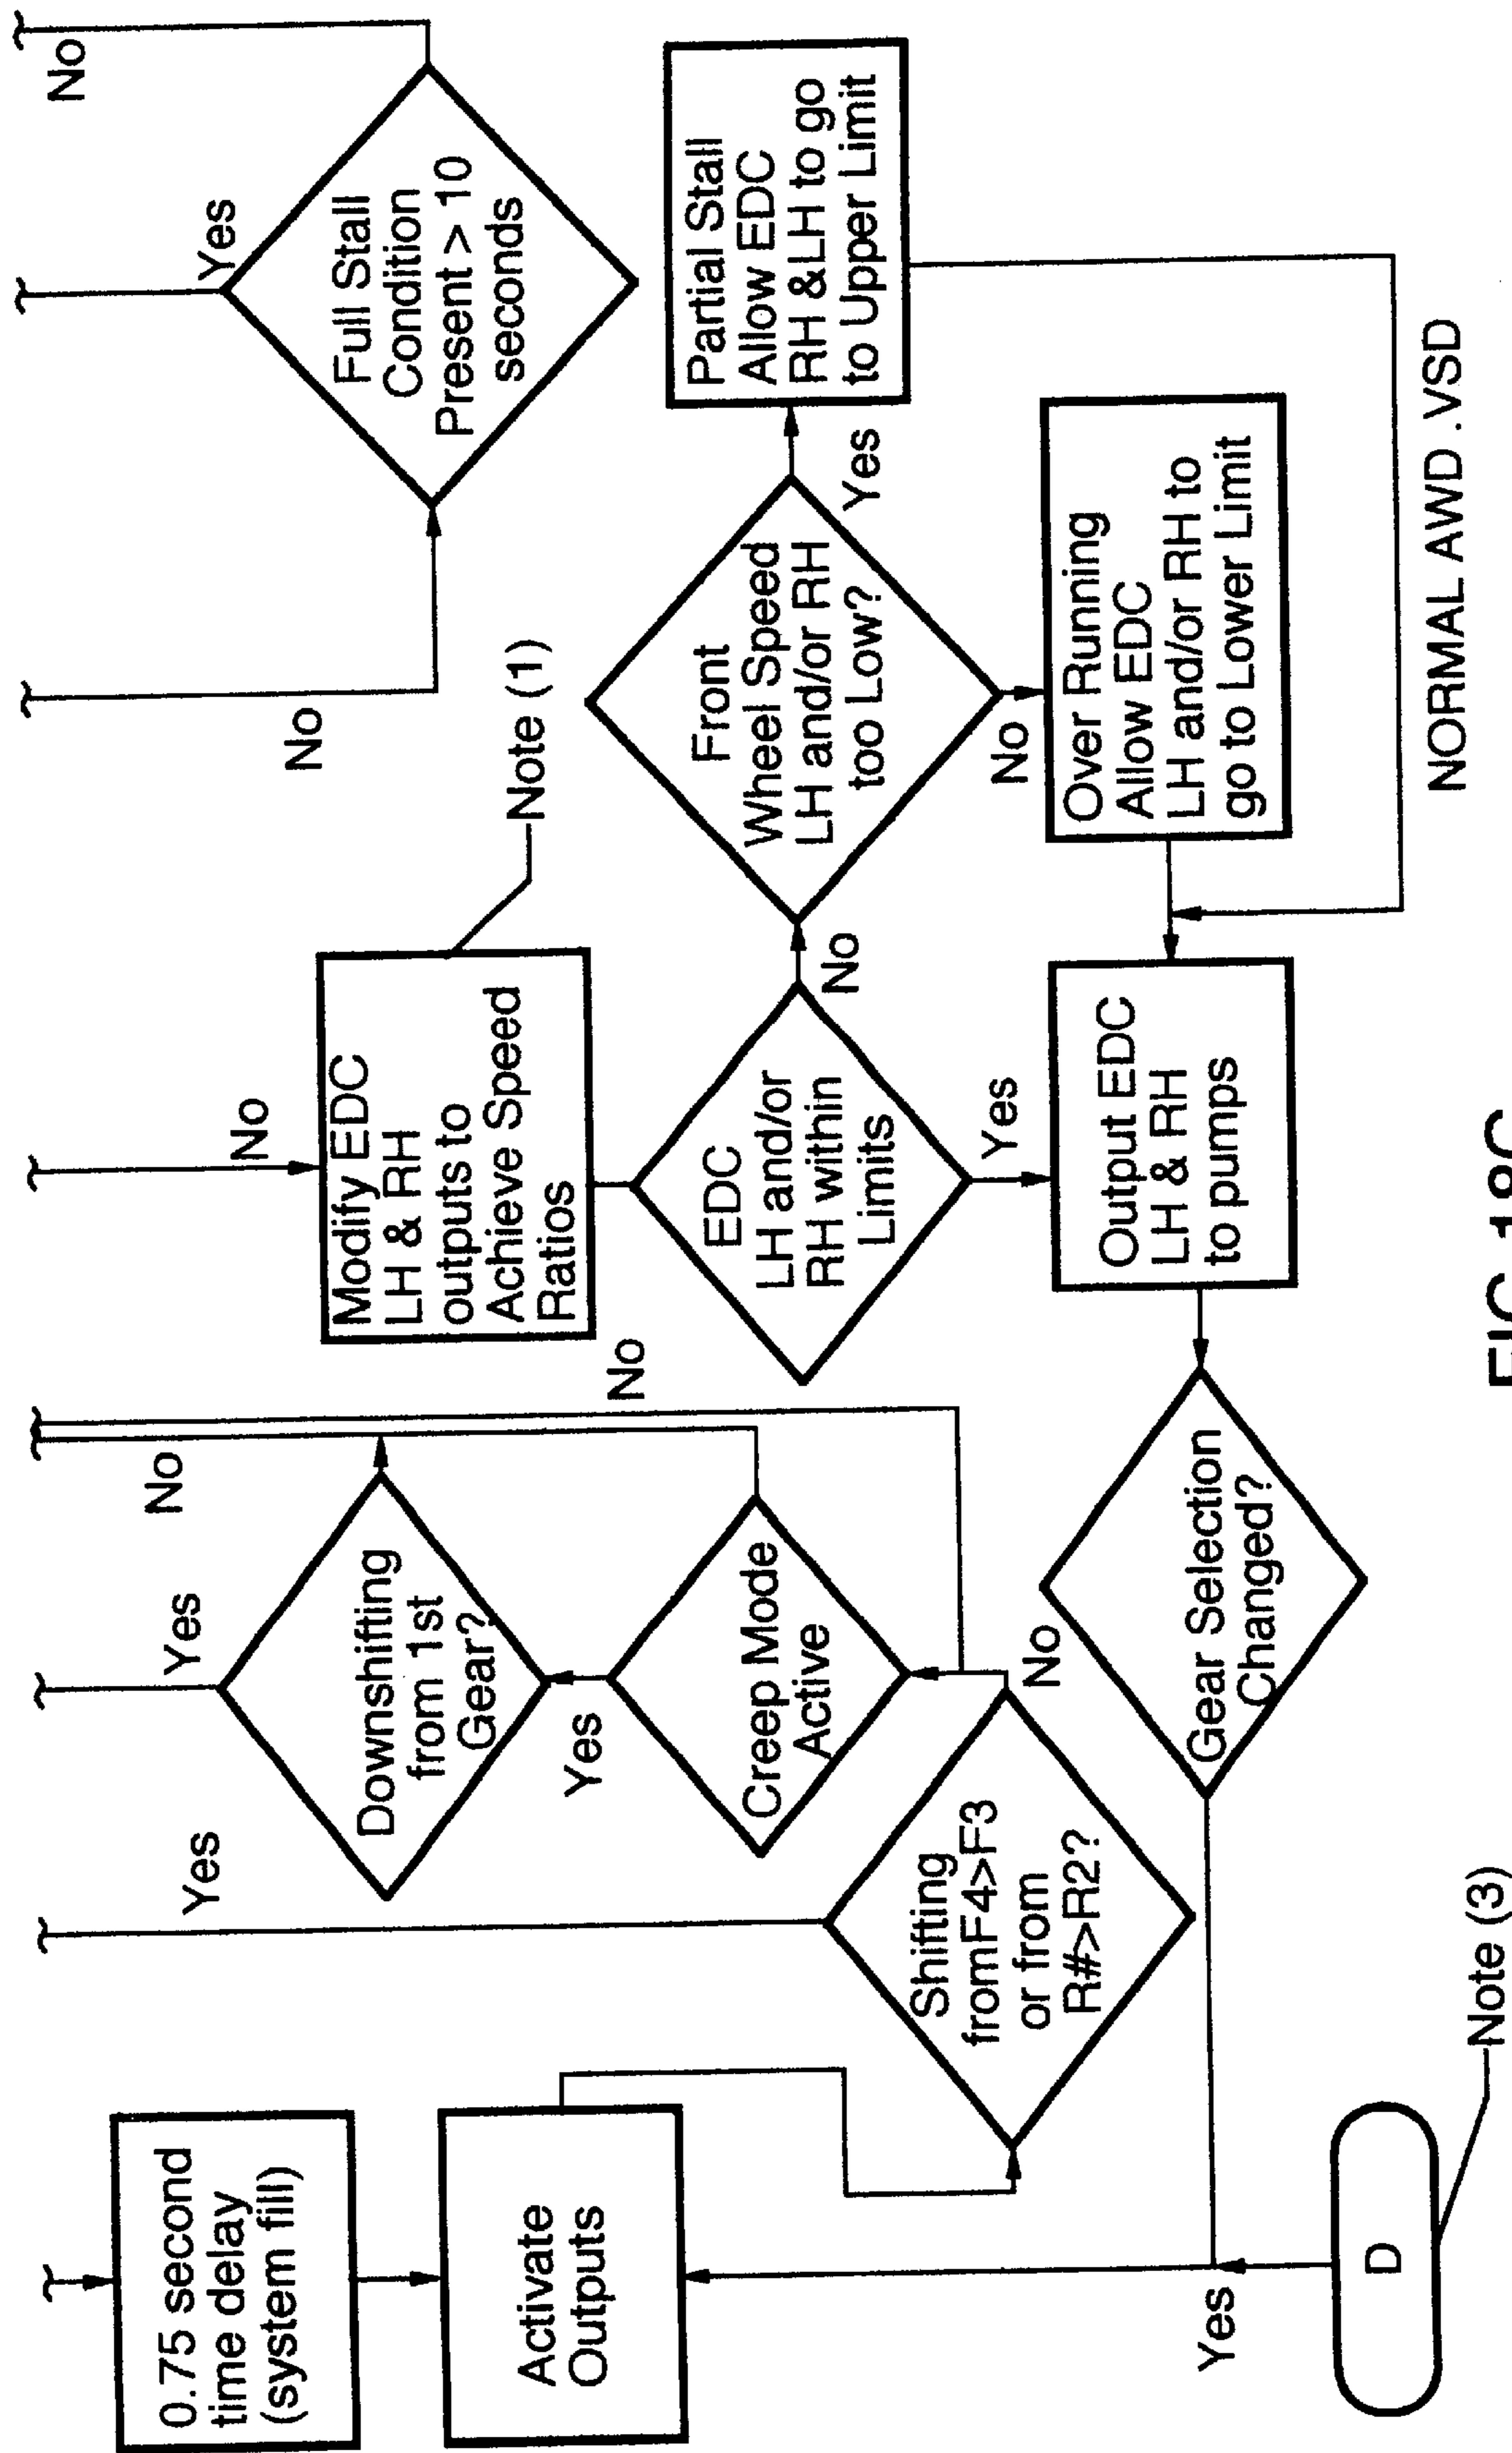 0.75 second
time delay
(system fill)
Activate
Outputs
Yes
Yes
Downshifting
from 1st
Gear?
No
Yes
Creep Mode
Active
No
Shifting
fromF4>F3
or from
R#>R2?
No
No
Modify EDC
LH & RH
outputs to
Achieve Speed
Ratios
Note (1)
EDC
LH and/or
RH within
Limits
No
Yes
No
Yes
Full Stall
Condition
Present > 10
seconds
No
Front
Wheel Speed
LH and/or RH
too Low?
Yes
No
Partial Stall
Allow EDC
RH &LH to go
to Upper Limit
Over Running
Allow EDC
LH and/or RH to
go to Lower Limit
Output EDC
LH & RH
to pumps
Gear Selection
Changed?
Yes
D
Note (3)
NORMAL AWD .VSD